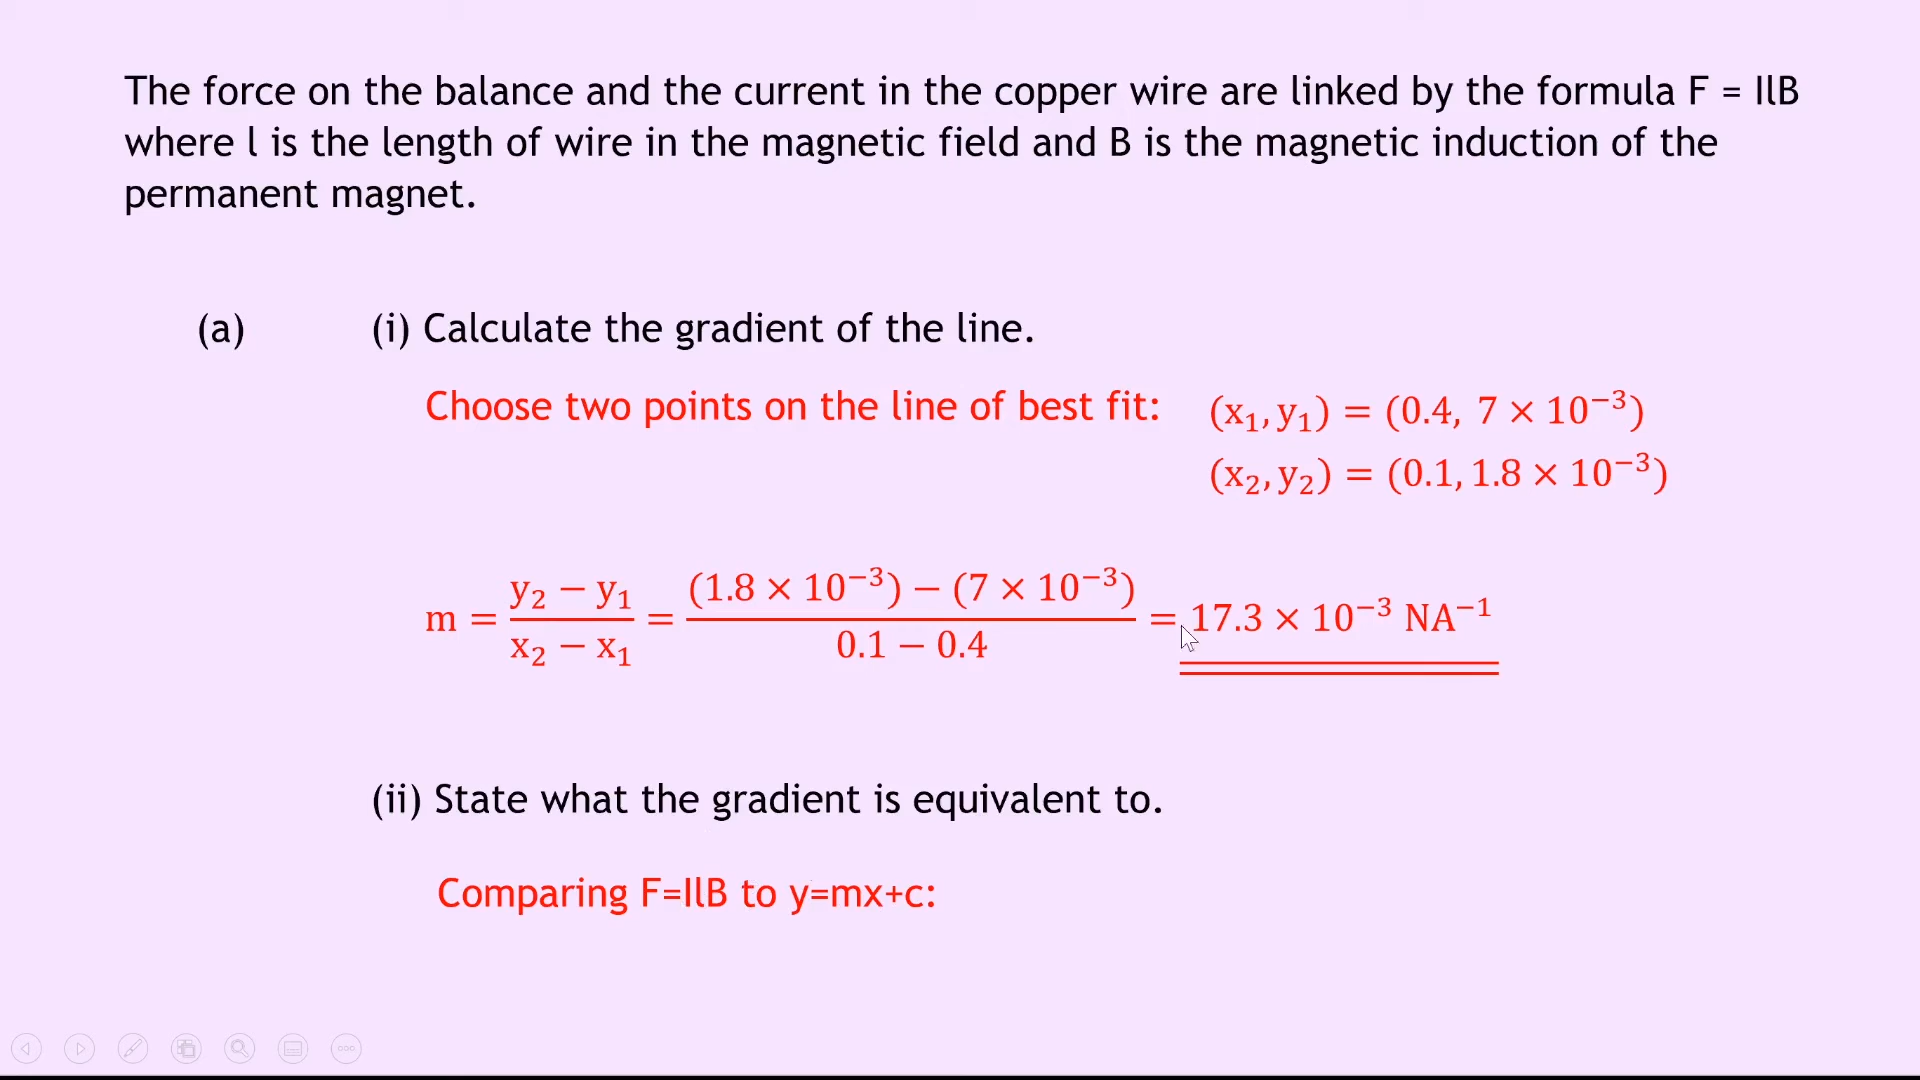 The force on the balance and the current in the copper wire are linked by the formula F = IlB
where l is the length of wire in the magnetic field and B is the magnetic induction of the
permanent magnet.
(a) (i) Calculate the gradient of the line.
Choose two points on the line of best fit: (x₁, y₁) = (0.4, 7 × 10⁻³)
(x₂, y₂) = (0.1, 1.8 × 10⁻³)
m = (y₂ − y₁)/(x₂ − x₁) = ((1.8 × 10⁻³) − (7 × 10⁻³))/(0.1 − 0.4) = 17.3 × 10⁻³ NA⁻¹
(ii) State what the gradient is equivalent to.
Comparing F=IlB to y=mx+c: